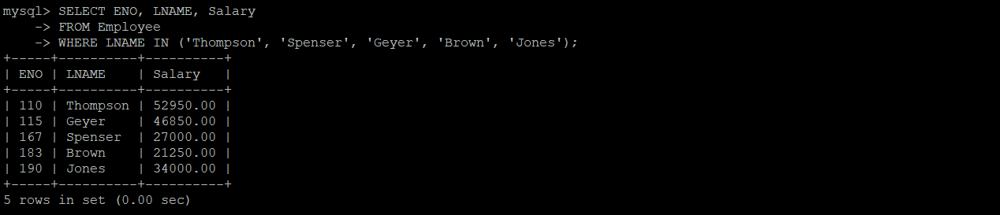 mysql> SELECT ENO, LNAME, Salary
    -> FROM Employee
    -> WHERE LNAME IN ('Thompson', 'Spenser', 'Geyer', 'Brown', 'Jones');
+-----+----------+----------+
| ENO | LNAME    | Salary   |
+-----+----------+----------+
| 110 | Thompson | 52950.00 |
| 115 | Geyer    | 46850.00 |
| 167 | Spenser  | 27000.00 |
| 183 | Brown    | 21250.00 |
| 190 | Jones    | 34000.00 |
+-----+----------+----------+
5 rows in set (0.00 sec)